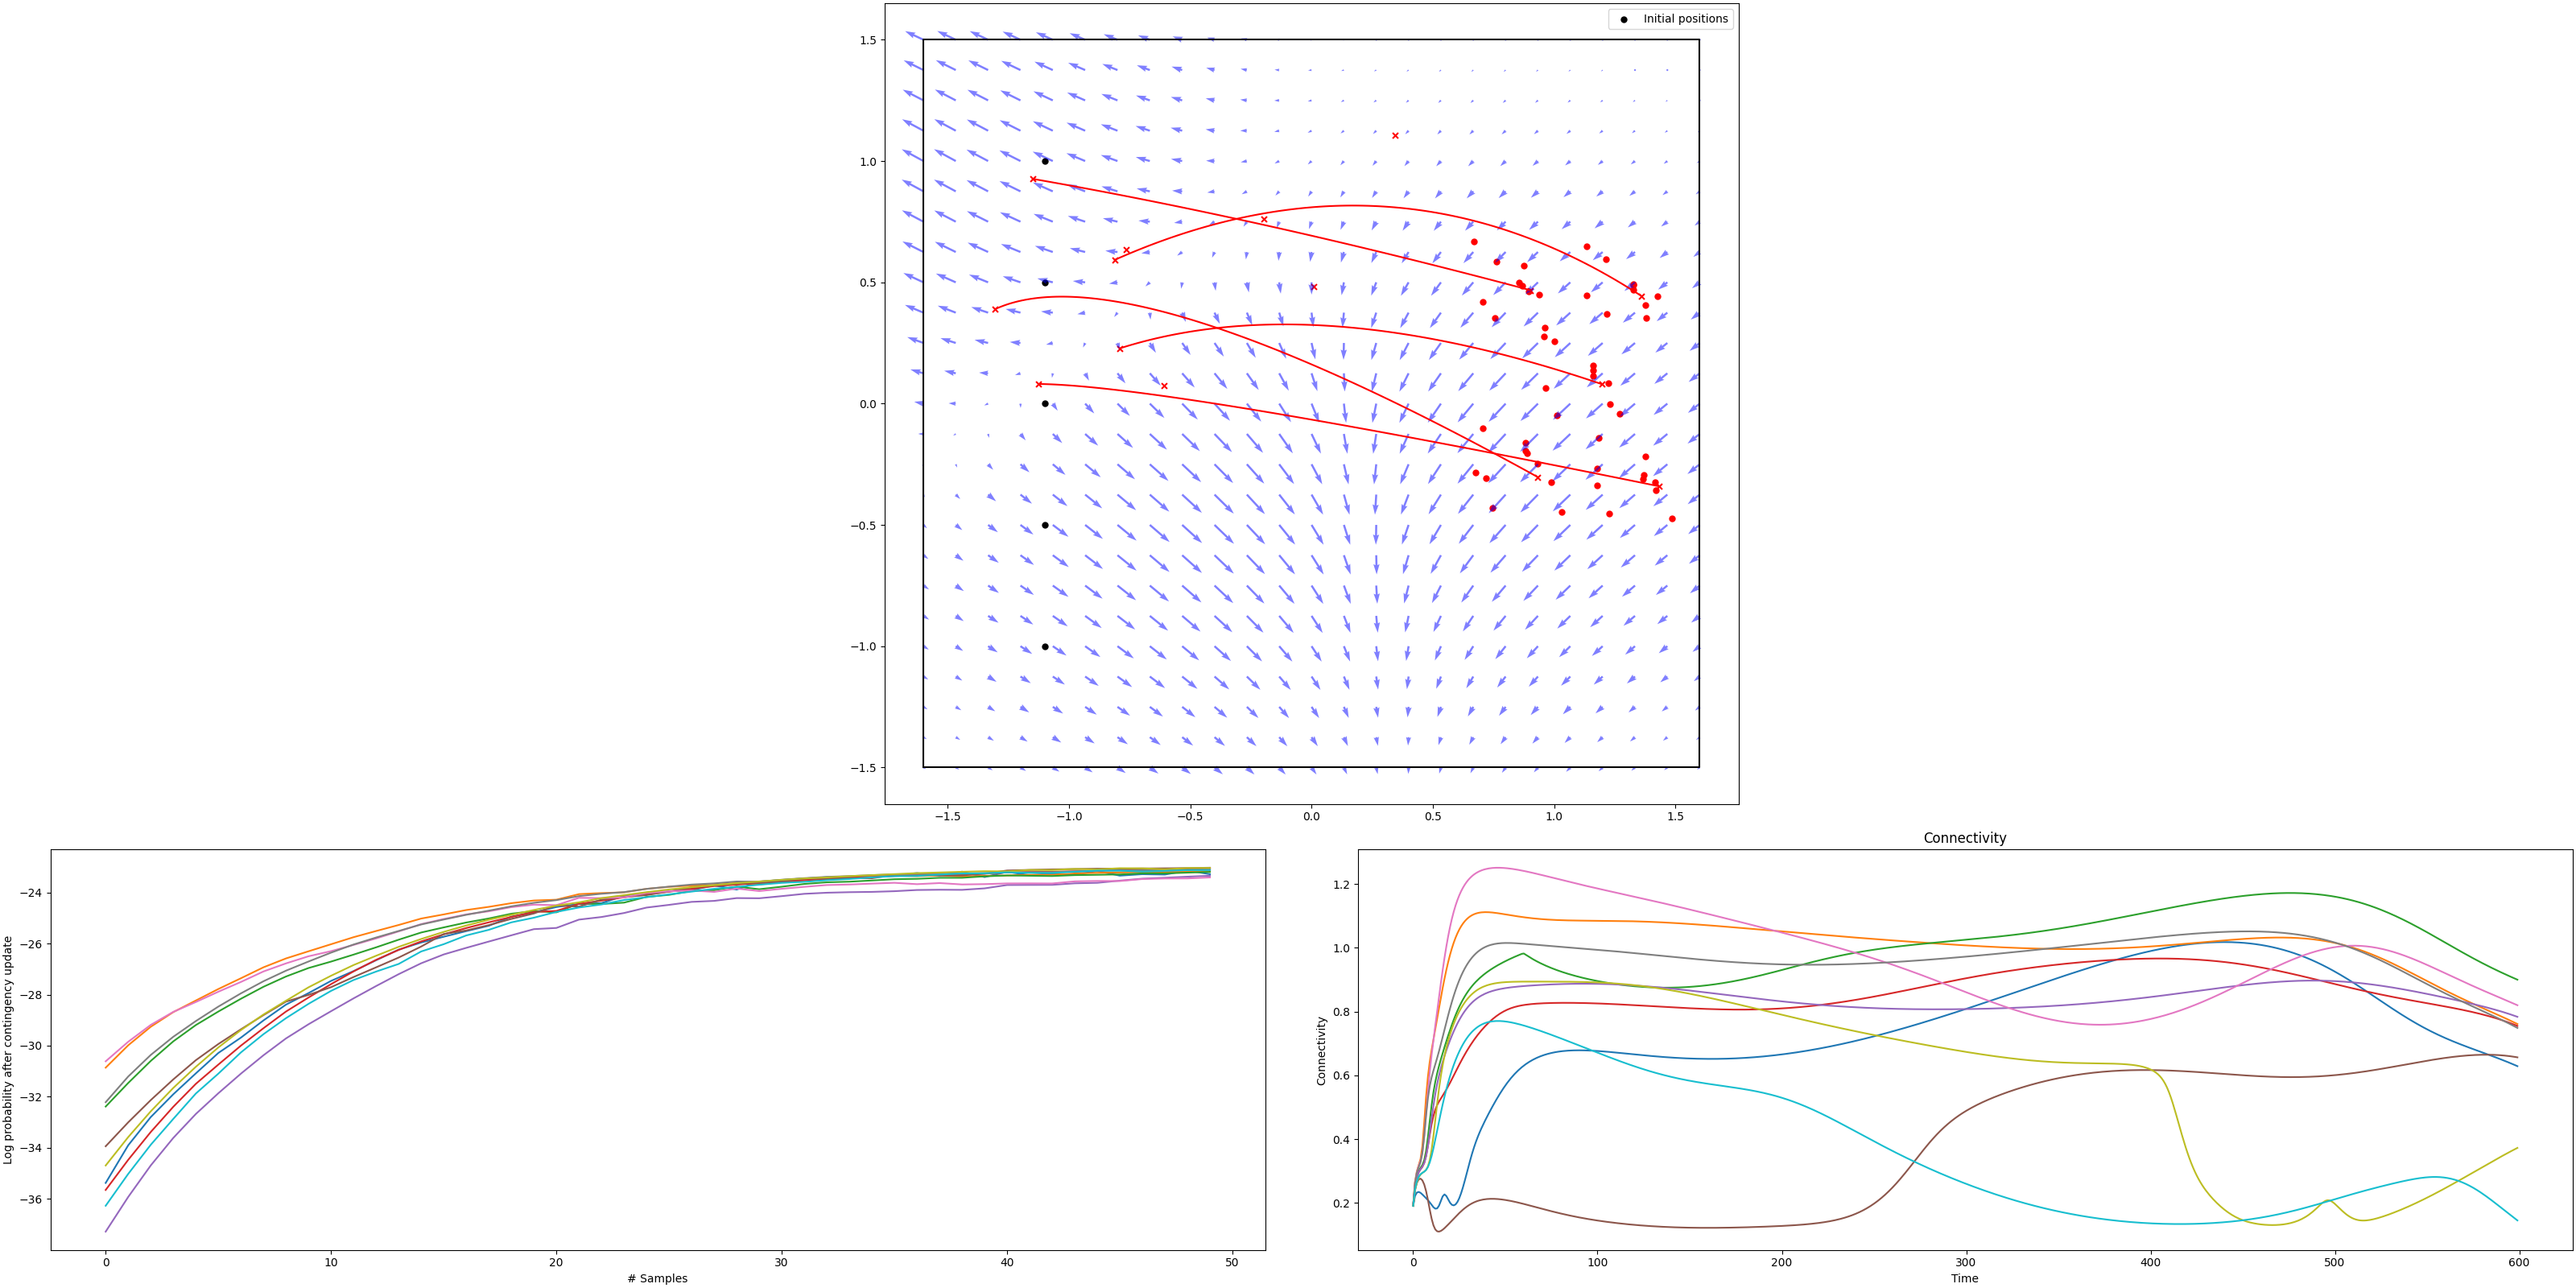 Initial positions
1.5
1.0
0.5
0.0
−0.5
−1.0
−1.5
−1.5 −1.0 −0.5 0.0 0.5 1.0 1.5
Log probability after contingency update
−24
−26
−28
−30
−32
−34
−36
0 10 20 30 40 50
# Samples
Connectivity
Connectivity
1.2
1.0
0.8
0.6
0.4
0.2
0 100 200 300 400 500 600
Time